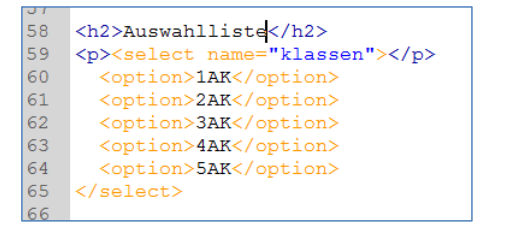 57
58 <h2>Auswahlliste</h2>
59 <p><select name="klassen"></p>
60 <option>1AK</option>
61 <option>2AK</option>
62 <option>3AK</option>
63 <option>4AK</option>
64 <option>5AK</option>
65 </select>
66